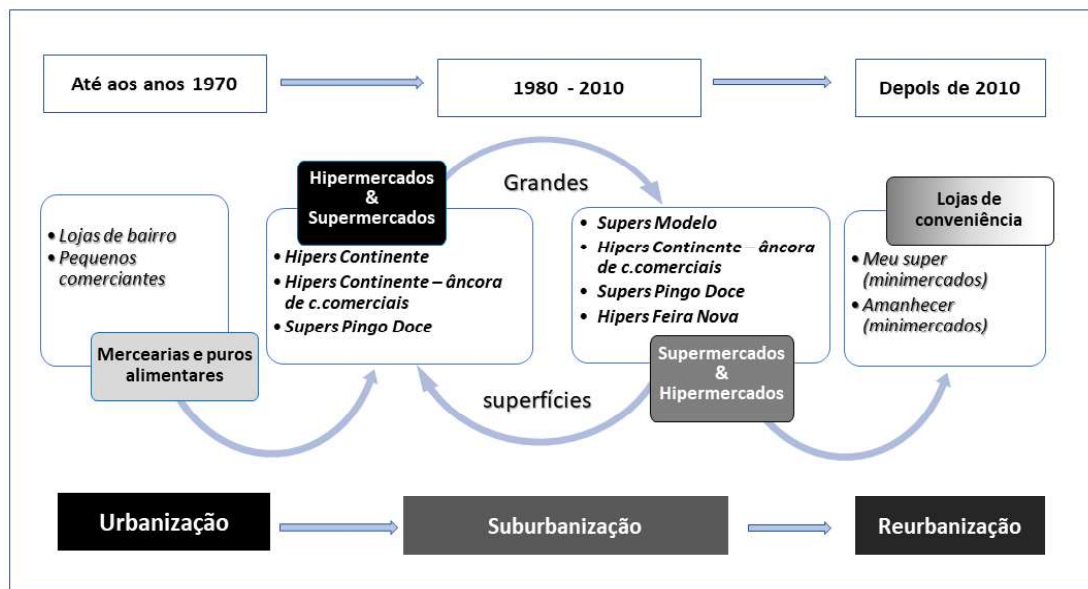 Até aos anos 1970
1980 - 2010
Depois de 2010
• Lojas de bairro
• Pequenos
comerciantes
Mercearias e puros
alimentares
Hipermercados
&
Supermercados
• Hipers Continente
• Hipers Continente – âncora
de c.comerciais
• Supers Pingo Doce
Grandes
superfícies
• Supers Modelo
• Hipers Continente – âncora
de c.comerciais
• Supers Pingo Doce
• Hipers Feira Nova
Supermercados
&
Hipermercados
Lojas de
conveniência
• Meu super
(minimercados)
• Amanhecer
(minimercados)
Urbanização
Suburbanização
Reurbanização